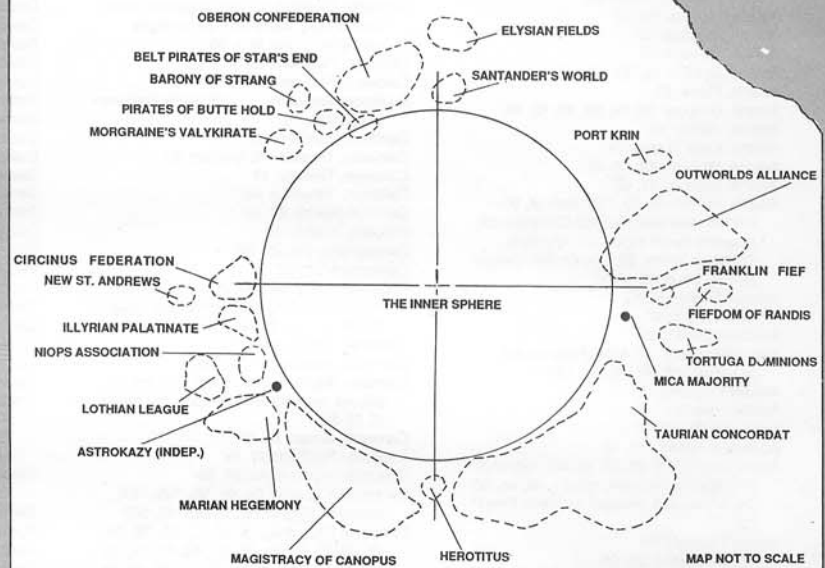 OBERON CONFEDERATION
ELYSIAN FIELDS
BELT PIRATES OF STAR'S END
BARONY OF STRANG
SANTANDER'S WORLD
PIRATES OF BUTTE HOLD
MORGRAINE'S VALYKIRATE
PORT KRIN
OUTWORLDS ALLIANCE
CIRCINUS FEDERATION
NEW ST. ANDREWS
FRANKLIN FIEF
THE INNER SPHERE
FIEFDOM OF RANDIS
ILLYRIAN PALATINATE
NIOPS ASSOCIATION
TORTUGA DOMINIONS
MICA MAJORITY
LOTHIAN LEAGUE
TAURIAN CONCORDAT
ASTROKAZY (INDEP.)
MARIAN HEGEMONY
MAGISTRACY OF CANOPUS
HEROTITUS
MAP NOT TO SCALE